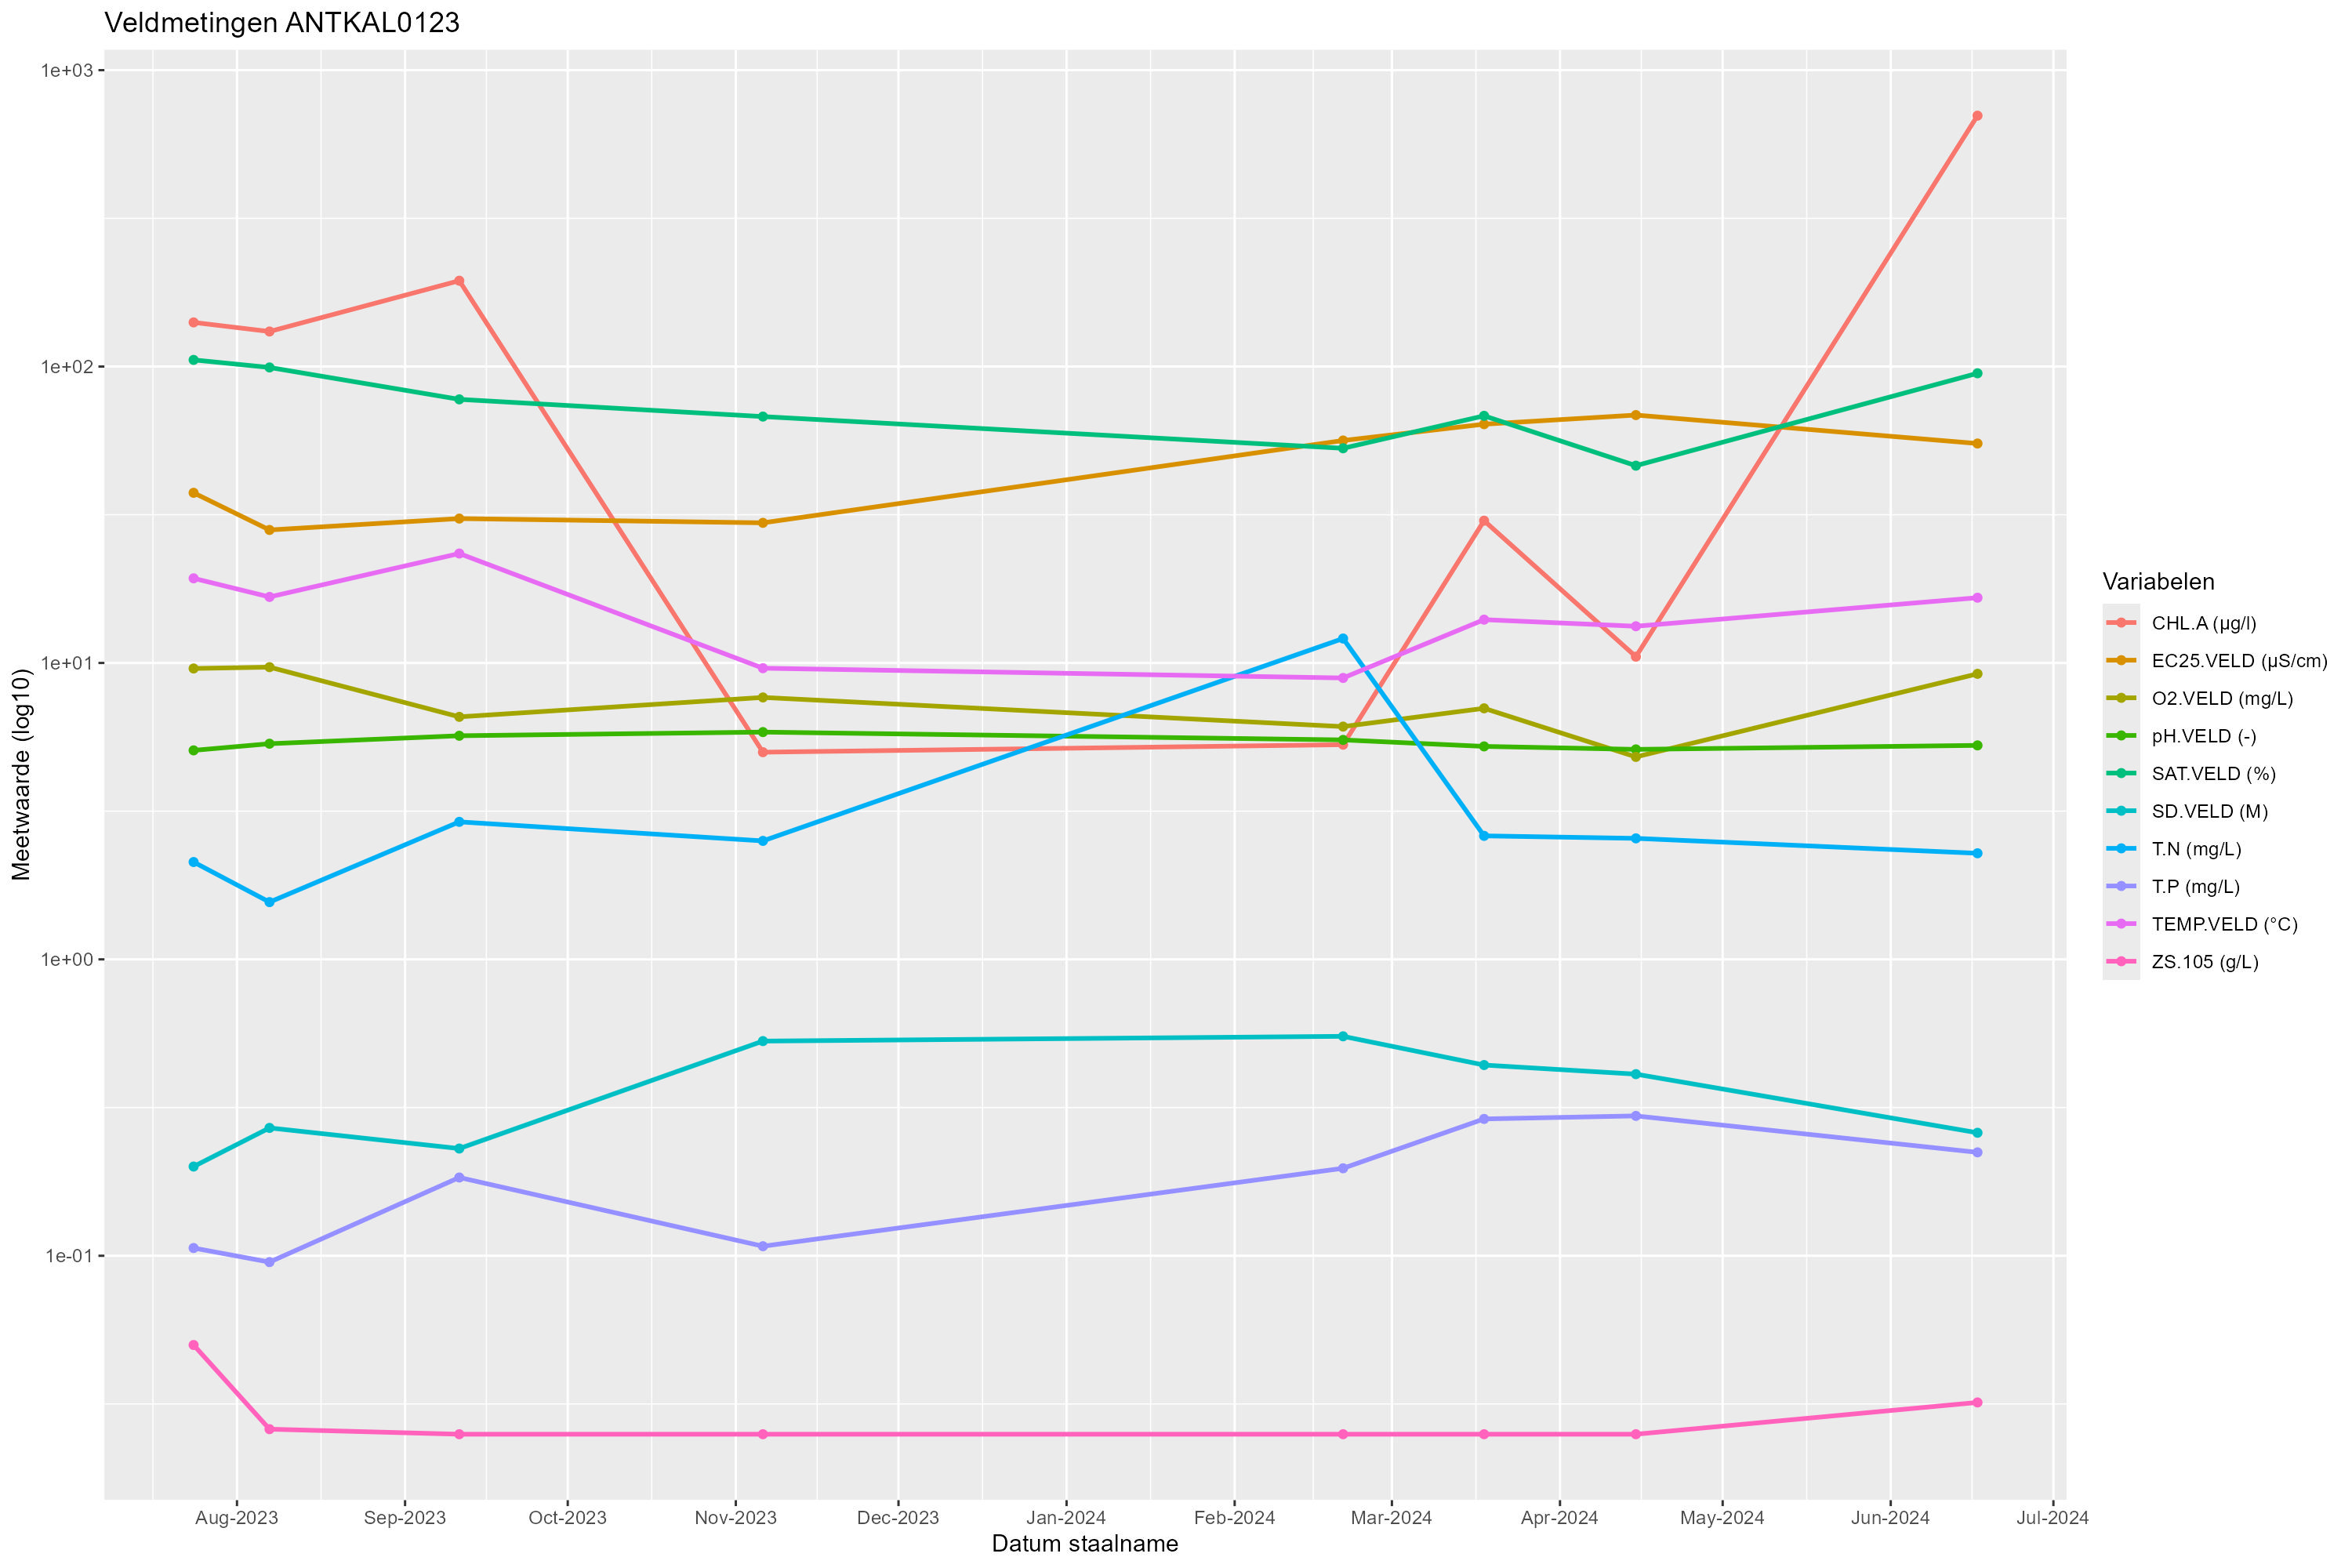 Veldmetingen ANTKAL0123
Meetwaarde (log10)
1e+03
1e+02
1e+01
1e+00
1e-01
Aug-2023 Sep-2023 Oct-2023 Nov-2023 Dec-2023 Jan-2024 Feb-2024 Mar-2024 Apr-2024 May-2024 Jun-2024 Jul-2024
Datum staalname
Variabelen
CHL.A (µg/l)
EC25.VELD (µS/cm)
O2.VELD (mg/L)
pH.VELD (-)
SAT.VELD (%)
SD.VELD (M)
T.N (mg/L)
T.P (mg/L)
TEMP.VELD (°C)
ZS.105 (g/L)